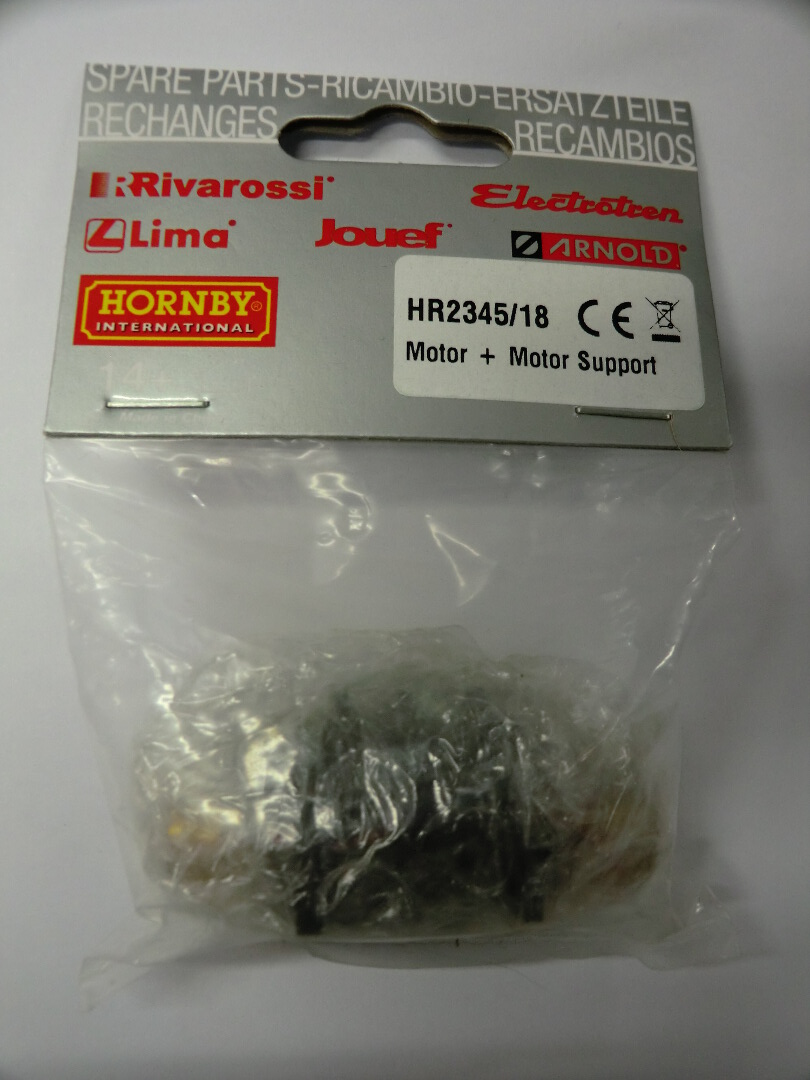 SPARE PARTS-RICAMBIO-ERSATZTEILE
RECHANGES RECAMBIOS
Rivarossi
Electrotren
Lima
Jouef
ARNOLD
HORNBY
INTERNATIONAL
HR2345/18 CE
Motor + Motor Support
14+